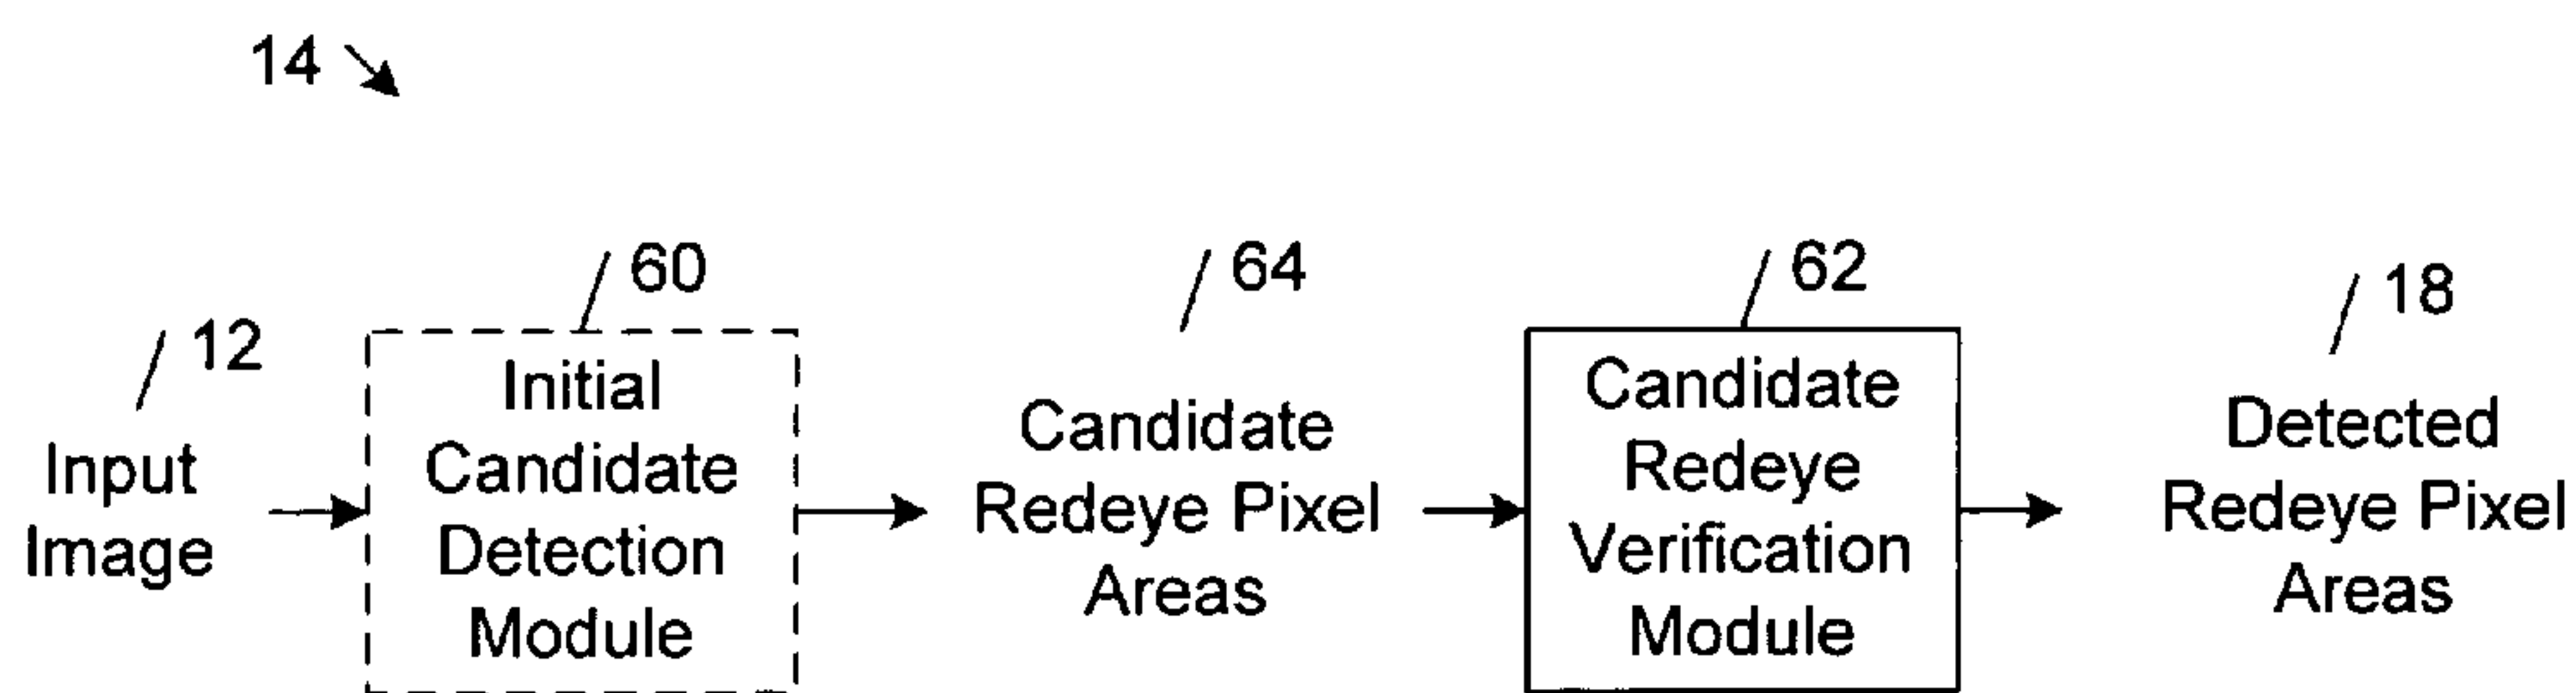 14
12
Input
Image
60
Initial
Candidate
Detection
Module
64
Candidate
Redeye Pixel
Areas
62
Candidate
Redeye
Verification
Module
18
Detected
Redeye Pixel
Areas